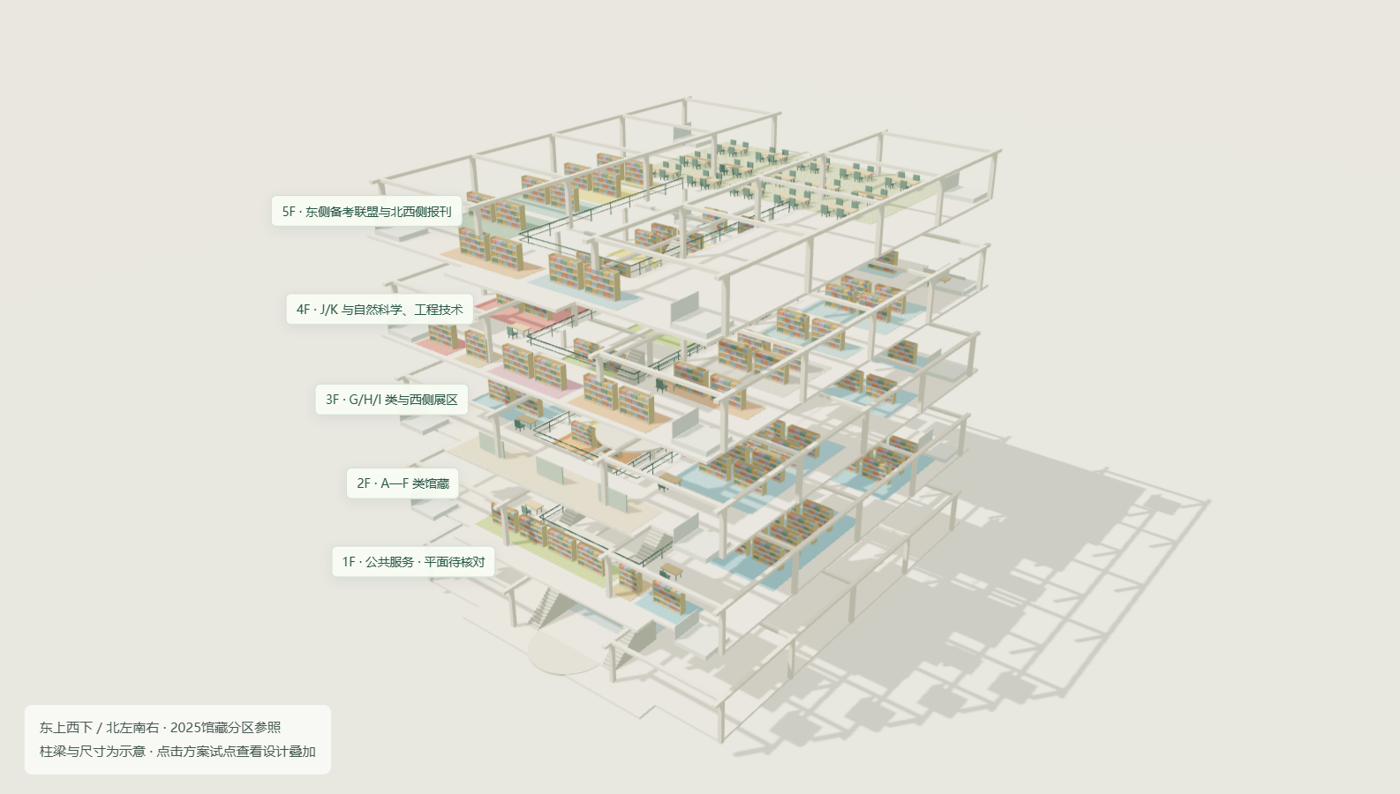 5F · 东侧备考联盟与北西侧报刊
4F · J/K 与自然科学、工程技术
3F · G/H/I 类与西侧展区
2F · A—F 类馆藏
1F · 公共服务 · 平面待核对
东上西下 / 北左南右 · 2025馆藏分区参照
柱梁与尺寸为示意 · 点击方案试点查看设计叠加